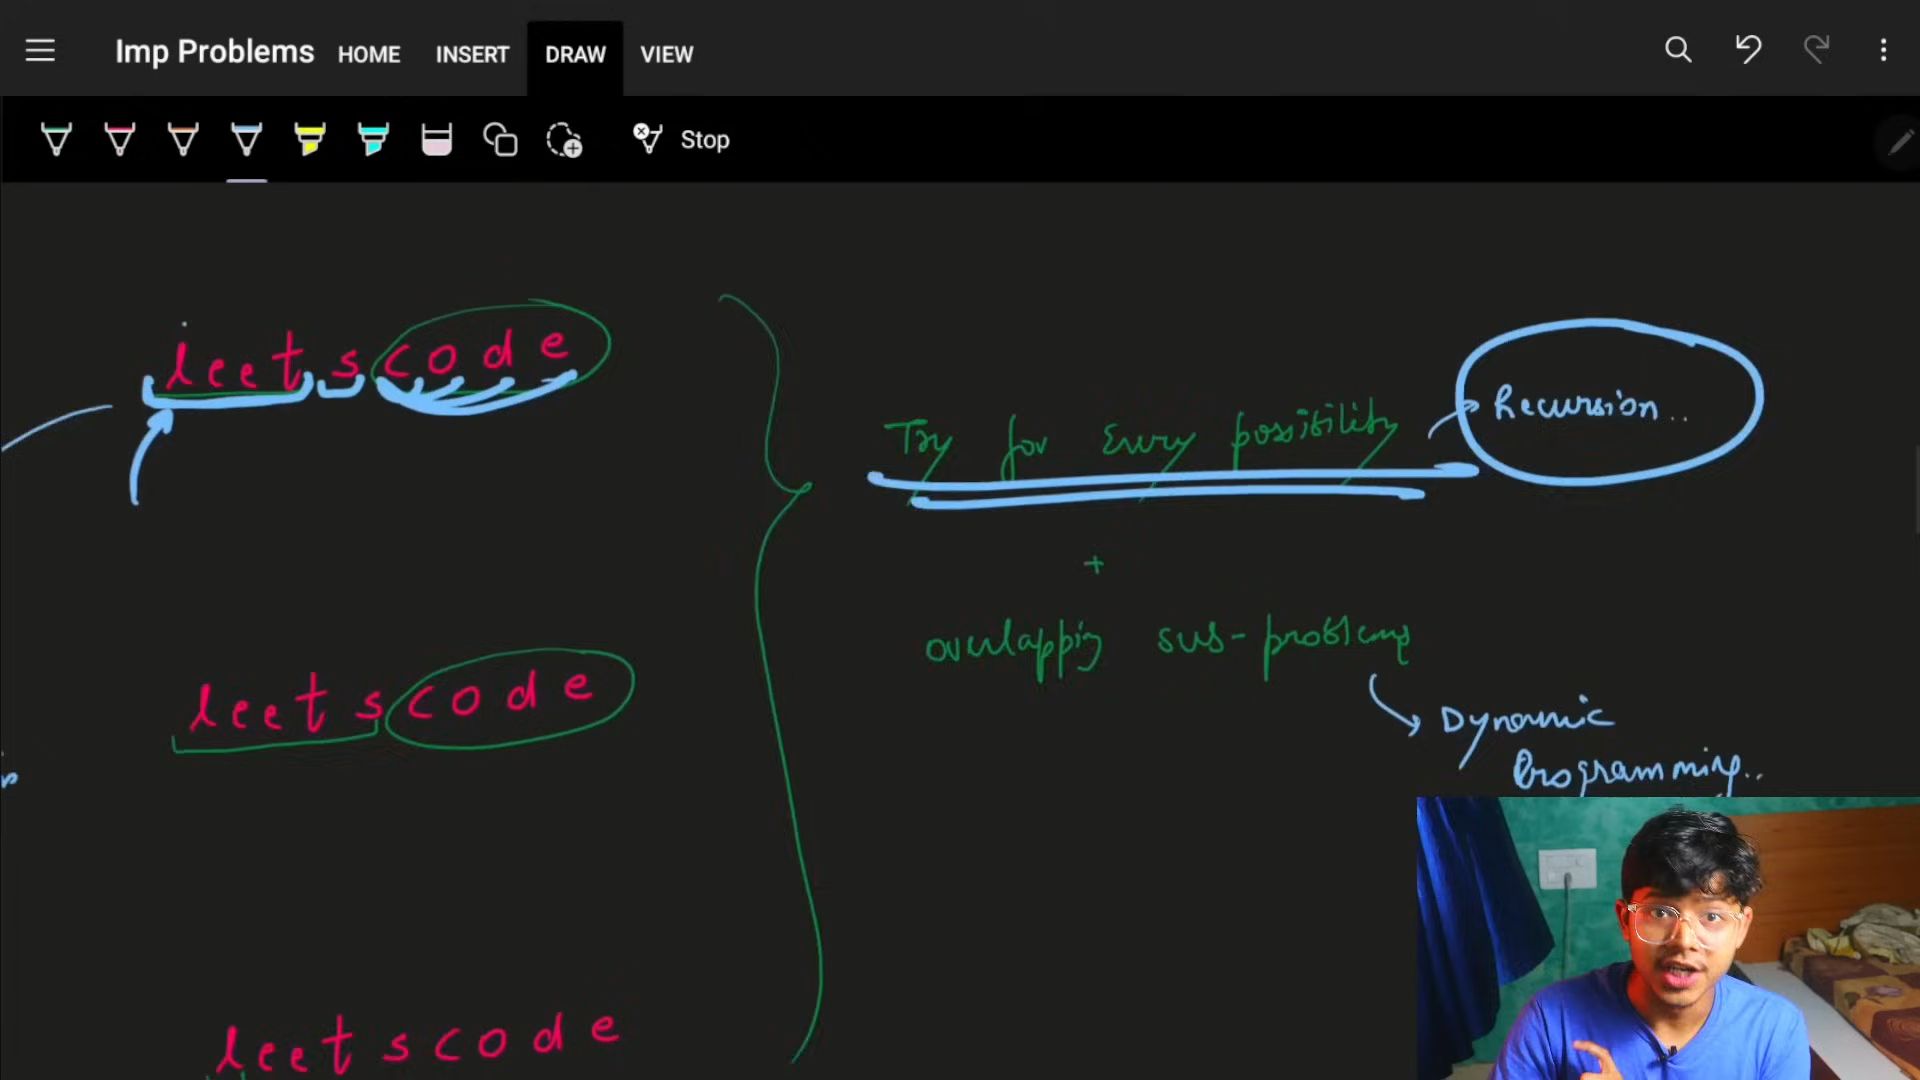 Imp Problems HOME INSERT DRAW VIEW
Stop
leetscode
Try for Every possibility
Recursion..
+
overlapping sub-problems
Dynamic
Programming..
leetscode
leetscode